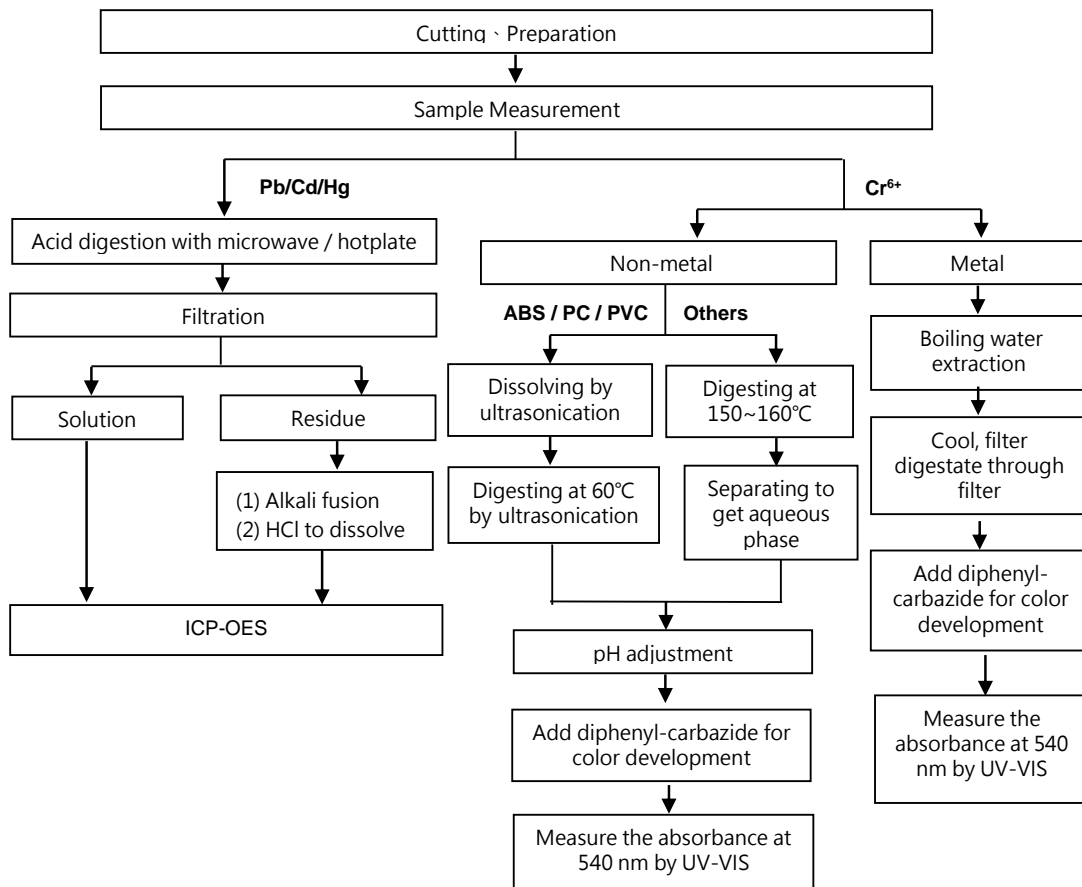 Cutting、Preparation
Sample Measurement
Pb/Cd/Hg
Cr⁶⁺
Acid digestion with microwave / hotplate
Filtration
Solution
Residue
(1) Alkali fusion
(2) HCl to dissolve
ICP-OES
Non-metal
ABS / PC / PVC
Others
Dissolving by
ultrasonication
Digesting at 60℃
by ultrasonication
Digesting at
150~160℃
Separating to
get aqueous
phase
pH adjustment
Add diphenyl-carbazide for
color development
Measure the absorbance at
540 nm by UV-VIS
Metal
Boiling water
extraction
Cool, filter
digestate through
filter
Add diphenyl-
carbazide for color
development
Measure the
absorbance at 540
nm by UV-VIS